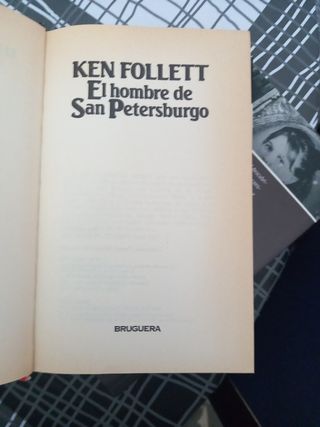 KEN FOLLETT
El hombre de
San Petersburgo
BRUGUERA